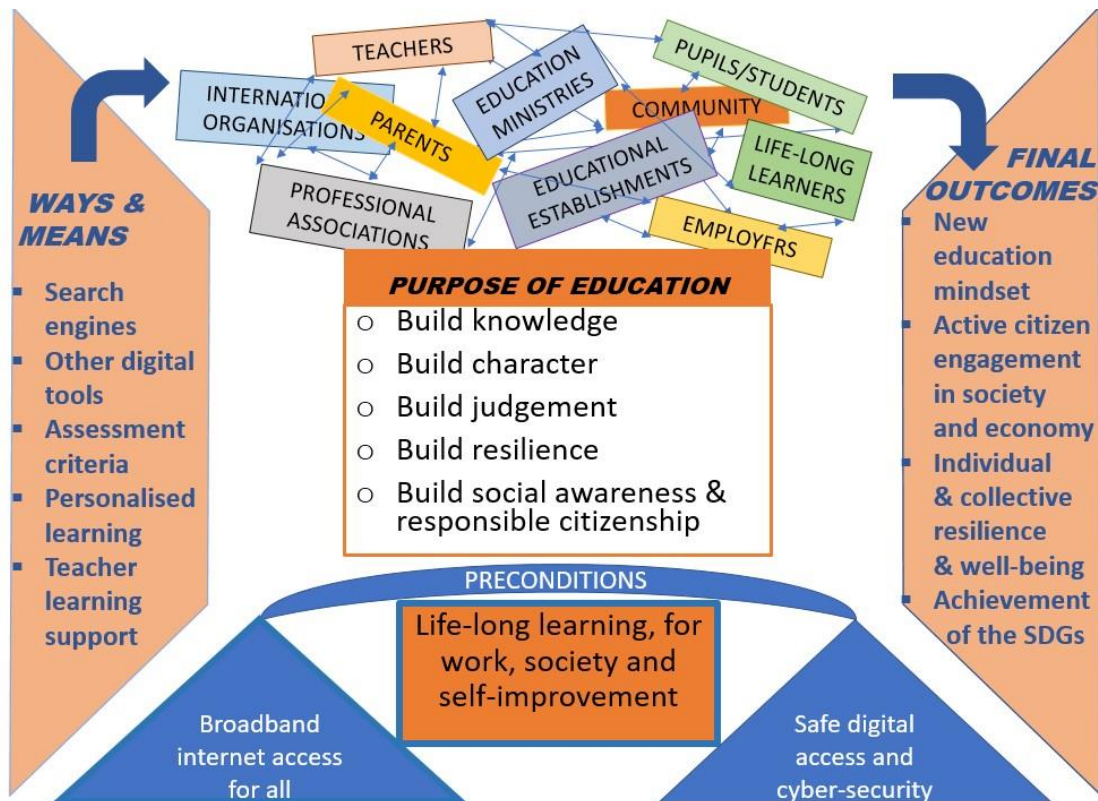 TEACHERS
EDUCATION
MINISTRIES
PUPILS/STUDENTS
INTERNATIO
ORGANISATIONS
PARENTS
COMMUNITY
PROFESSIONAL
ASSOCIATIONS
EDUCATIONAL
ESTABLISHMENTS
LIFE-LONG
LEARNERS
EMPLOYERS
WAYS &
MEANS
▪ Search
engines
▪ Other digital
tools
▪ Assessment
criteria
▪ Personalised
learning
▪ Teacher
learning
support
PURPOSE OF EDUCATION
o Build knowledge
o Build character
o Build judgement
o Build resilience
o Build social awareness &
responsible citizenship
FINAL
OUTCOMES
▪ New
education
mindset
▪ Active citizen
engagement
in society
and economy
▪ Individual
& collective
resilience
& well-being
▪ Achievement
of the SDGs
PRECONDITIONS
Life-long learning, for
work, society and
self-improvement
Broadband
internet access
for all
Safe digital
access and
cyber-security